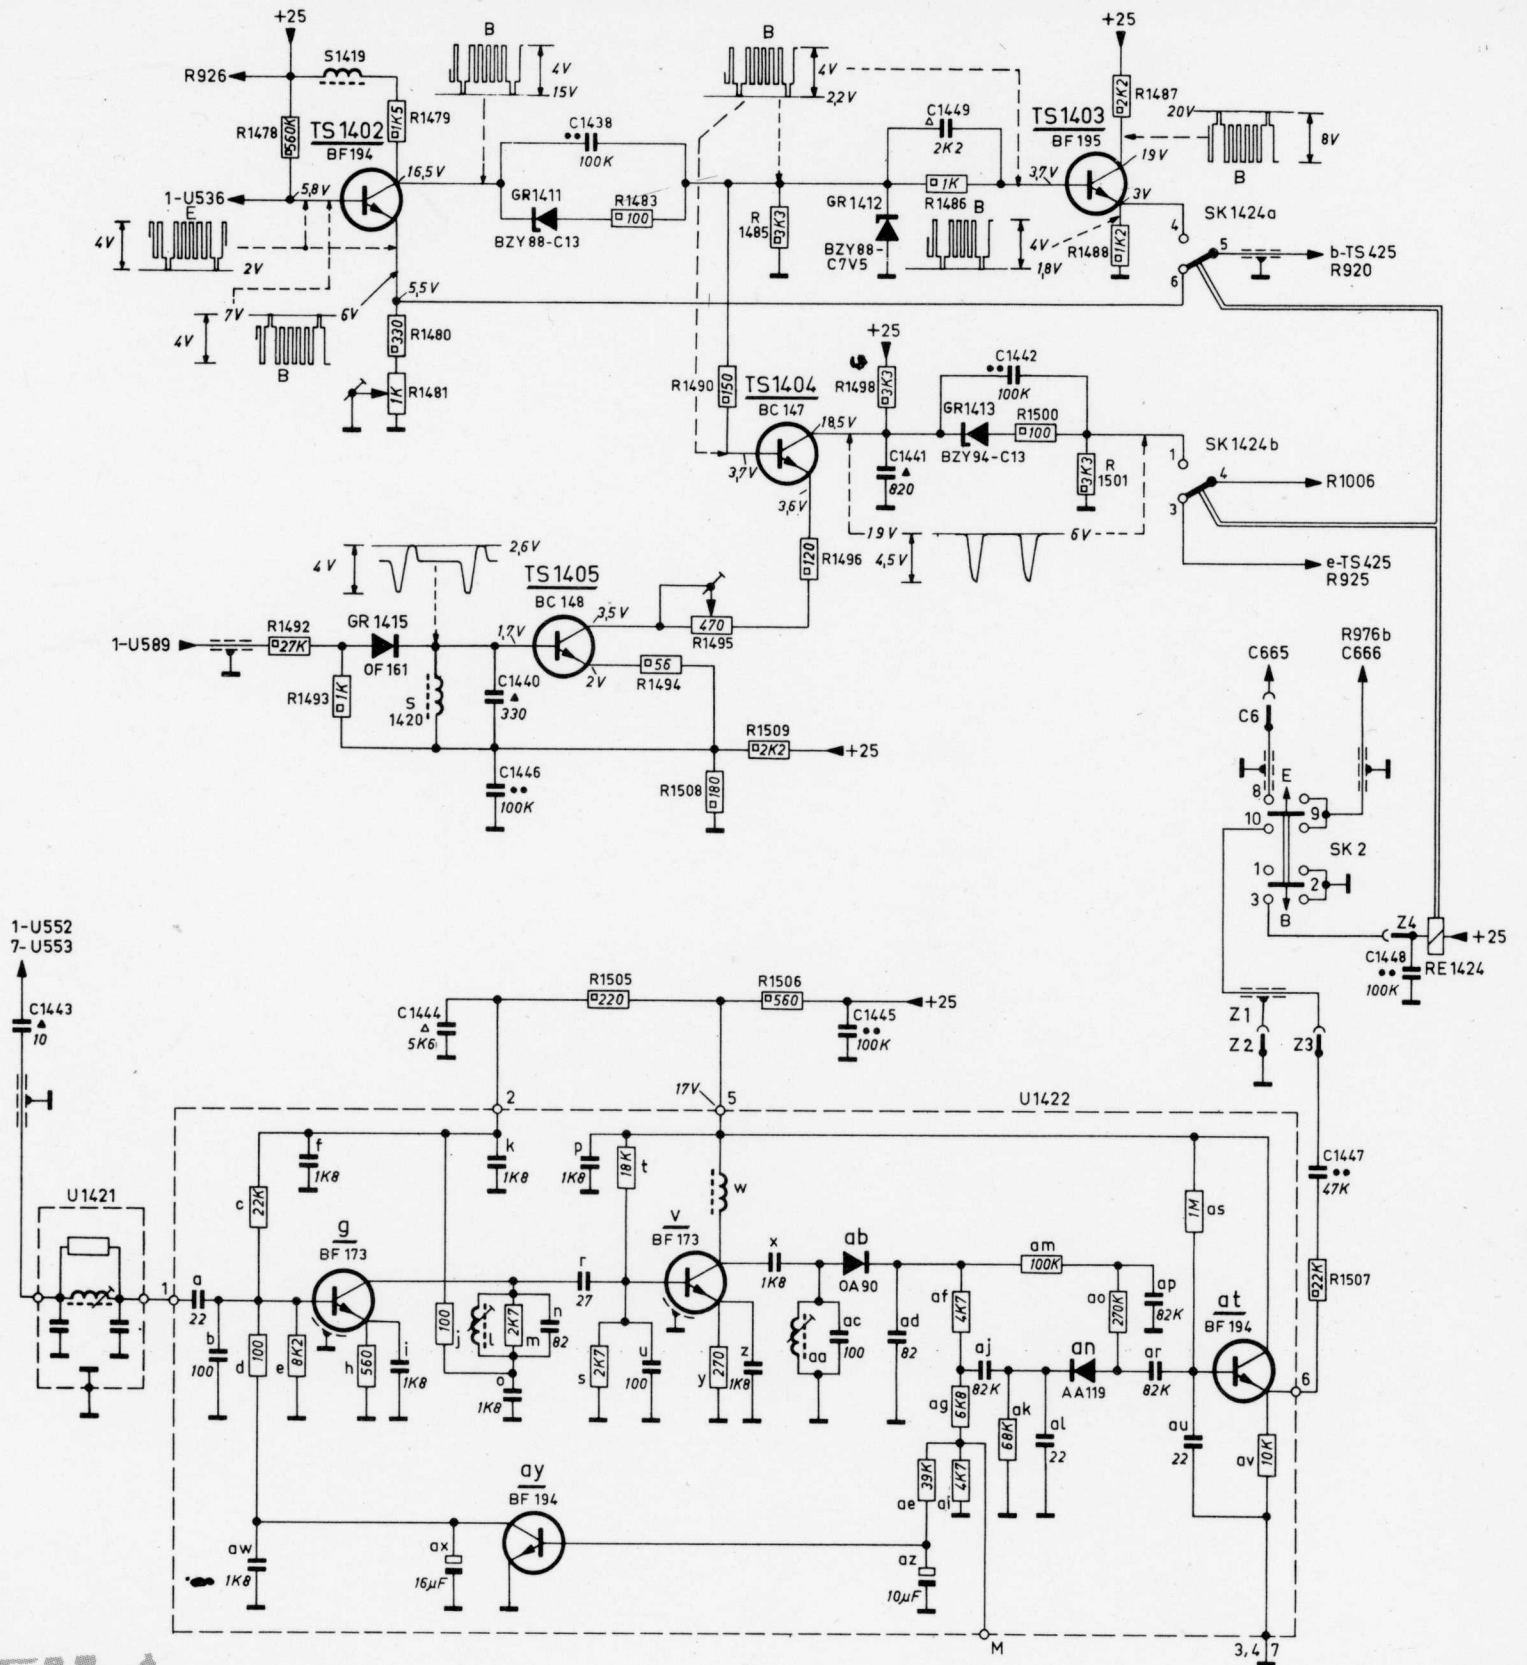 +25
S1419
R926
R1478
560K
1K5
R1479
TS1402
BF194
16,5V
5,8V
1-U536
E
4V
2V
7V
6V
4V
B
5,5V
330
R1480
1K
R1481
B
4V
15V
C1438
100K
GR1411
BZY88-C13
R1483
100
B
4V
2,2V
R
1485
3K3
C1449
2K2
GR1412
BZY88-
C7V5
1K
R1486
B
4V
1,8V
+25
2K2
R1487
TS1403
BF195
3,7V
19V
3V
R1488
1K2
20V
8V
B
SK1424a
4
5
6
b-TS425
R920
R1490
150
TS1404
BC147
18,5V
3,7V
3,6V
+25
R1498
3K3
C1441
820
C1442
100K
GR1413
BZY94-C13
R1500
100
R
1501
3K3
19V
4,5V
6V
SK1424b
1
4
3
R1006
e-TS425
R925
120
R1496
4V
2,6V
TS1405
BC148
3,5V
1,7V
2V
470
R1495
56
R1494
1-U589
R1492
27K
GR1415
OF161
R1493
1K
S
1420
C1440
330
R1509
2K2
+25
C1446
100K
R1508
180
C665
R976b
C666
C6
8
E
10
9
SK2
1
2
3
B
Z4
+25
C1448
100K
RE1424
Z1
Z2
Z3
1-U552
7-U553
C1443
10
R1505
220
R1506
560
+25
C1444
5K6
C1445
100K
17V
2
5
U1422
C1447
47K
R1507
22K
U1421
1
a
22
b
100
c
22K
d
100
e
8K2
f
1K8
g
BF173
h
560
i
1K8
j
100
k
1K8
l
2K7
m
n
82
o
1K8
p
1K8
r
27
s
2K7
t
18K
u
100
v
BF173
w
x
1K8
y
270
z
1K8
aa
ab
OA90
ac
100
ad
82
af
4K7
ag
6K8
ae
39K
ai
4K7
aj
82K
ak
68K
al
22
am
100K
an
AA119
ao
270K
ap
82K
ar
82K
as
1M
at
BF194
au
22
av
10K
6
aw
1K8
ax
16µF
ay
BF194
az
10µF
M
3,4
7